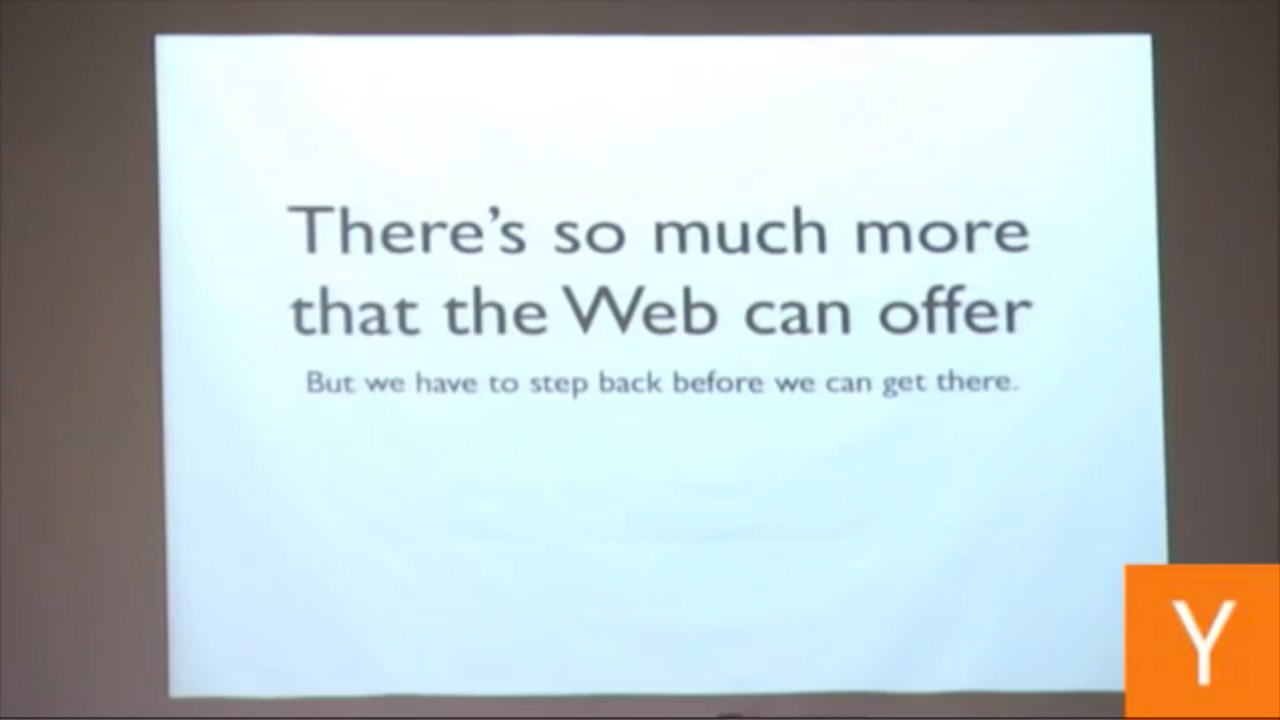 There's so much more
that the Web can offer
But we have to step back before we can get there.
Y